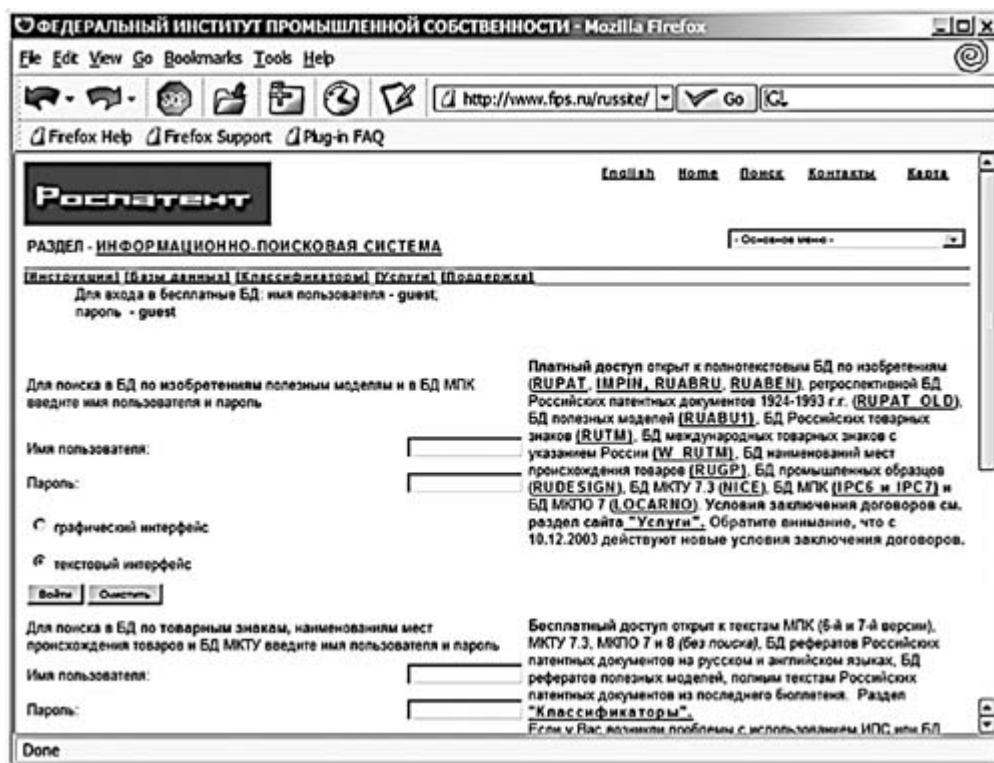 ФЕДЕРАЛЬНЫЙ ИНСТИТУТ ПРОМЫШЛЕННОЙ СОБСТВЕННОСТИ - Mozilla Firefox
File Edit View Go Bookmarks Tools Help
http://www.fips.ru/russite/ Go
Firefox Help Firefox Support Plug-in FAQ
Роспатент
English Home Поиск Контакты Карта
РАЗДЕЛ - ИНФОРМАЦИОННО-ПОИСКОВАЯ СИСТЕМА
- Основное меню -
[Инструкции] [Базы данных] [Классификаторы] [Услуги] [Поддержка]
Для входа в бесплатные БД: имя пользователя - guest;
пароль - guest
Для поиска в БД по изобретениям полезным моделям и в БД МПК
введите имя пользователя и пароль
Имя пользователя:
Пароль:
графический интерфейс
текстовый интерфейс
Войти Очистить
Платный доступ открыт к полнотекстовым БД по изобретениям
(RUPAT, IMPIN, RUABRU, RUABEN), ретроспективной БД
Российских патентных документов 1924-1993 г.г. (RUPAT_OLD),
БД полезных моделей (RUABU1), БД Российских товарных
знаков (RUTM), БД международных товарных знаков с
указанием России (W_RUTM), БД наименований мест
происхождения товаров (RUGP), БД промышленных образцов
(RUDESIGN), БД МКТУ 7.3 (NICE), БД МПК (IPC6 и IPC7) и
БД МКПО 7 (LOCARNO). Условия заключения договоров см.
раздел сайта "Услуги". Обратите внимание, что с
10.12.2003 действуют новые условия заключения договоров.
Для поиска в БД по товарным знакам, наименованиям мест
происхождения товаров и БД МКТУ введите имя пользователя и пароль
Имя пользователя:
Пароль:
Бесплатный доступ открыт к текстам МПК (6-й и 7-й версии),
МКТУ 7.3, МКПО 7 и 8 (без поиска), БД рефератов Российских
патентных документов на русском и английском языках, БД
рефератов полезных моделей, полным текстам Российских
патентных документов из последнего бюллетеня. Раздел
"Классификаторы".
Если у Вас возникли проблемы с использованием ИПС или БД
Done